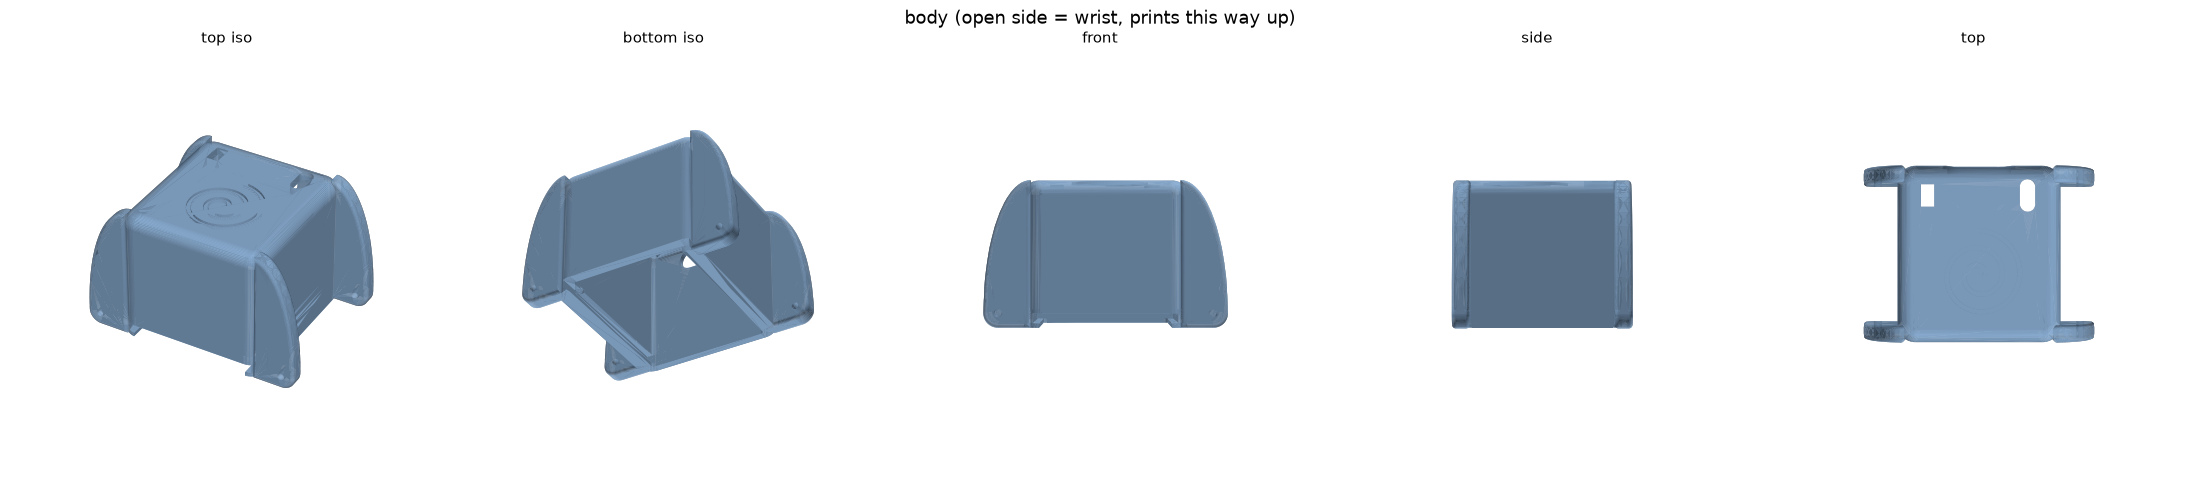 body (open side = wrist, prints this way up)
top iso
bottom iso
front
side
top